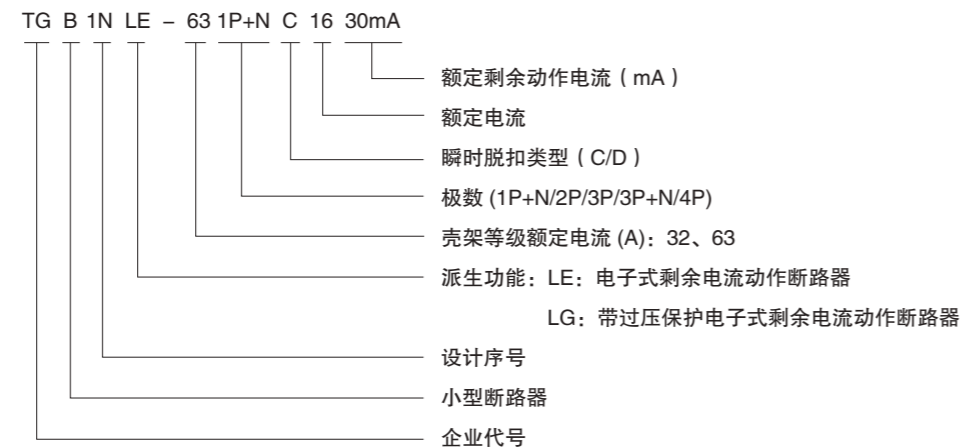 TG B 1N LE – 63 1P+N C 16 30mA
额定剩余动作电流（mA）
额定电流
瞬时脱扣类型（C/D）
极数 (1P+N/2P/3P/3P+N/4P)
壳架等级额定电流 (A)：32、63
派生功能：LE：电子式剩余电流动作断路器
LG：带过压保护电子式剩余电流动作断路器
设计序号
小型断路器
企业代号